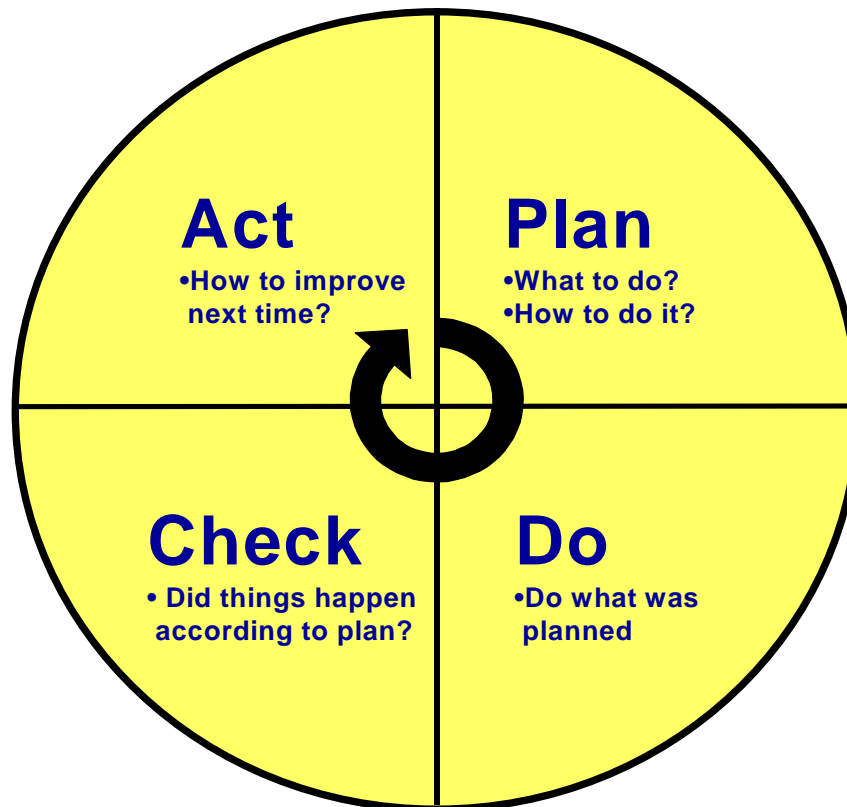 Act
•How to improve
next time?
Plan
•What to do?
•How to do it?
Check
• Did things happen
according to plan?
Do
•Do what was
planned